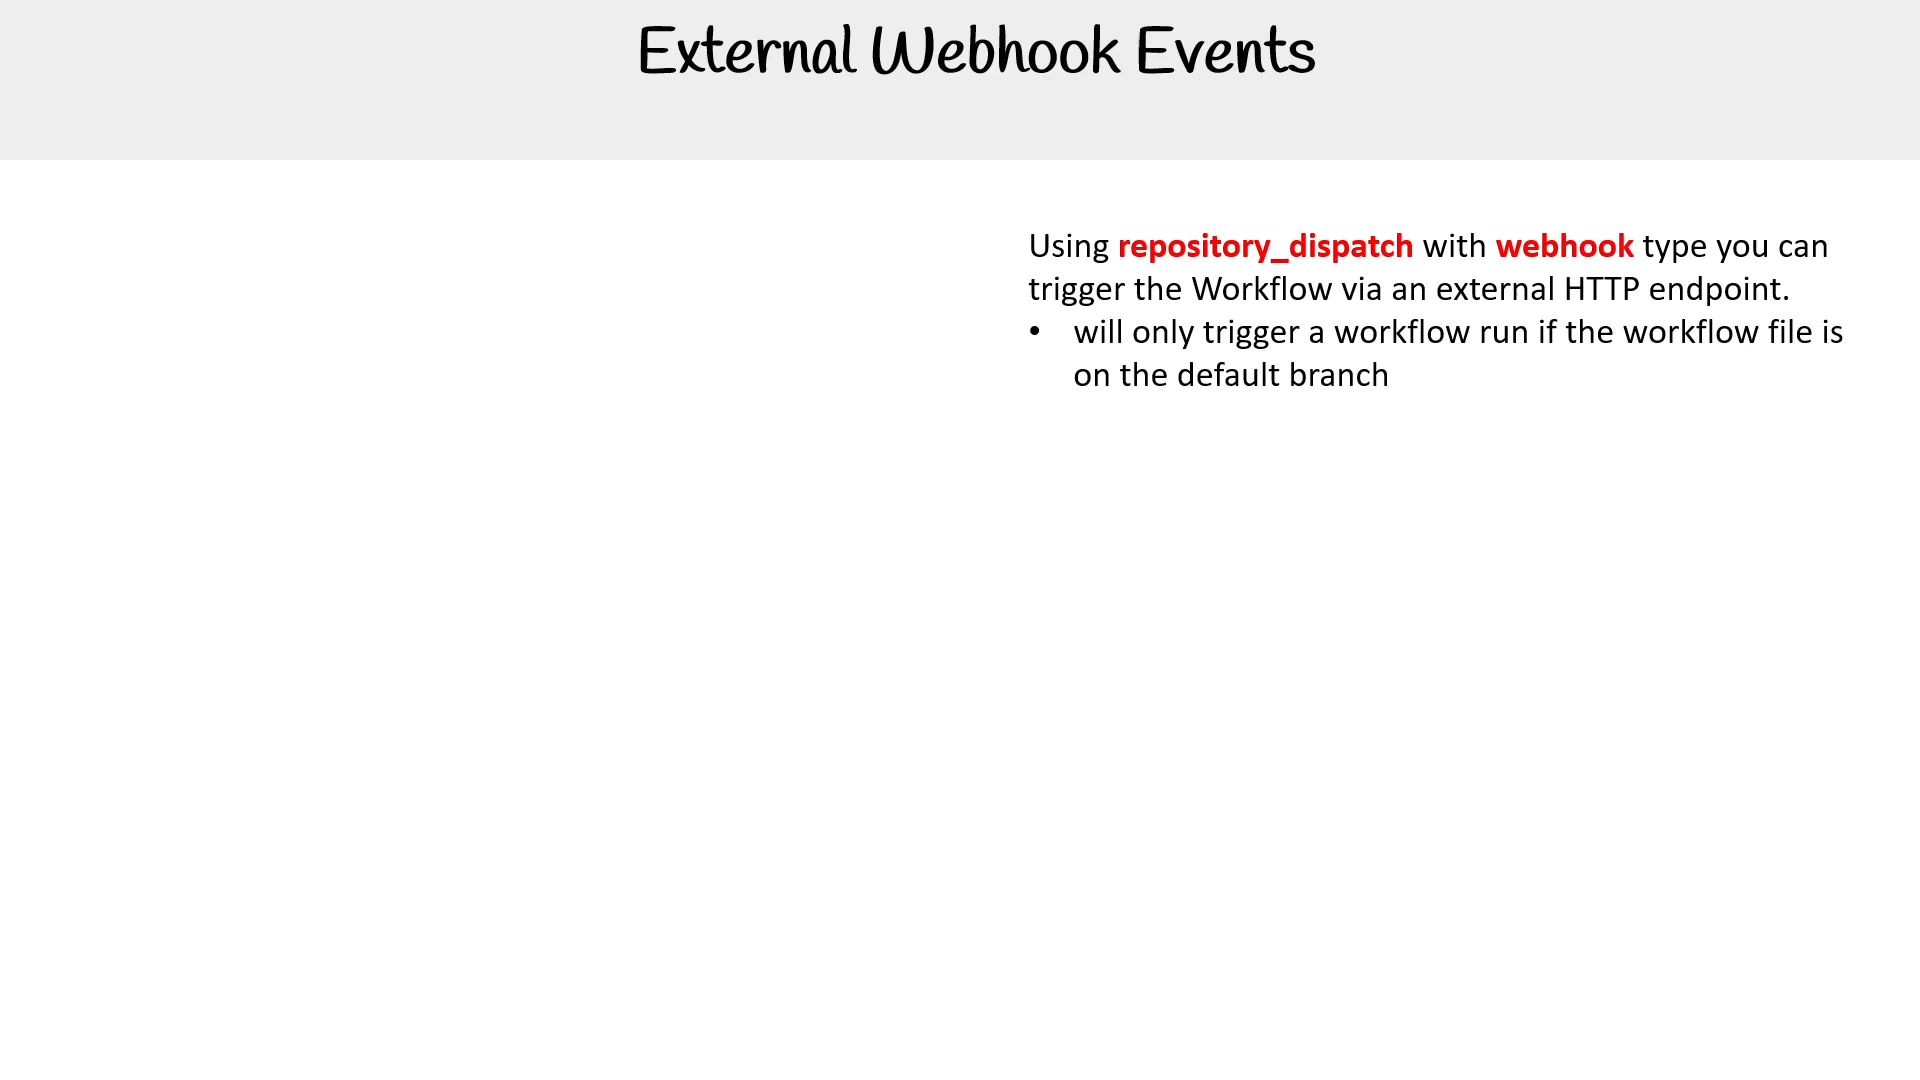 External Webhook Events
Using repository_dispatch with webhook type you can
trigger the Workflow via an external HTTP endpoint.
• will only trigger a workflow run if the workflow file is
on the default branch